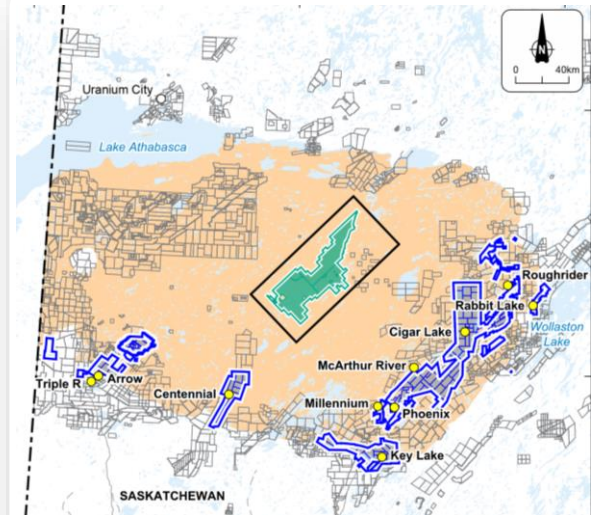 N
0 40km
Uranium City
Lake Athabasca
Roughrider
Rabbit Lake
Cigar Lake
Wollaston
Lake
McArthur River
Triple R
Arrow
Centennial
Millennium
Phoenix
Key Lake
SASKATCHEWAN